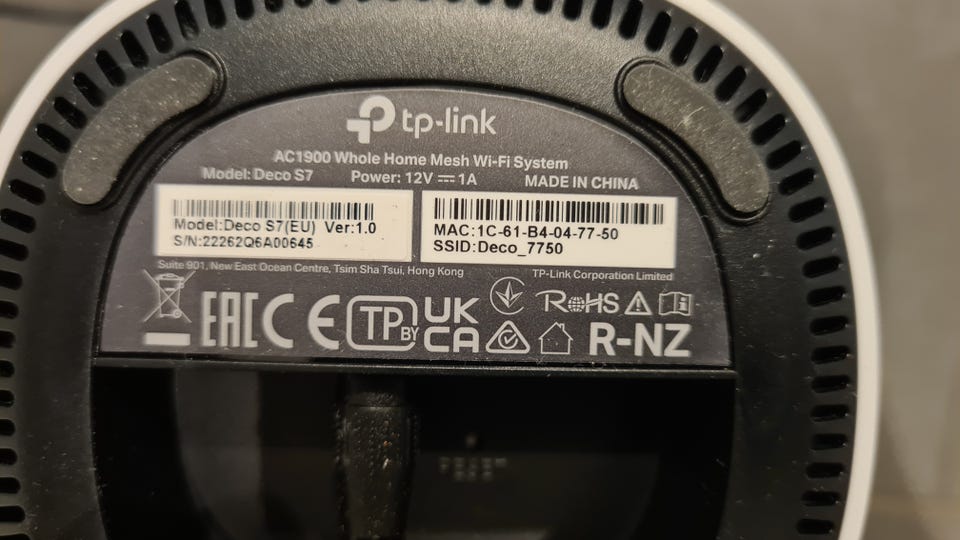 tp-link
AC1900 Whole Home Mesh Wi-Fi System
Model: Deco S7 Power: 12V ⎓ 1A MADE IN CHINA
Model:Deco S7(EU) Ver:1.0
S/N:22262Q6A00645
MAC:1C-61-B4-04-77-50
SSID:Deco_7750
Suite 901, New East Ocean Centre, Tsim Sha Tsui, Hong Kong TP-Link Corporation Limited
EAC CE TP BY UK CA RoHS R-NZ